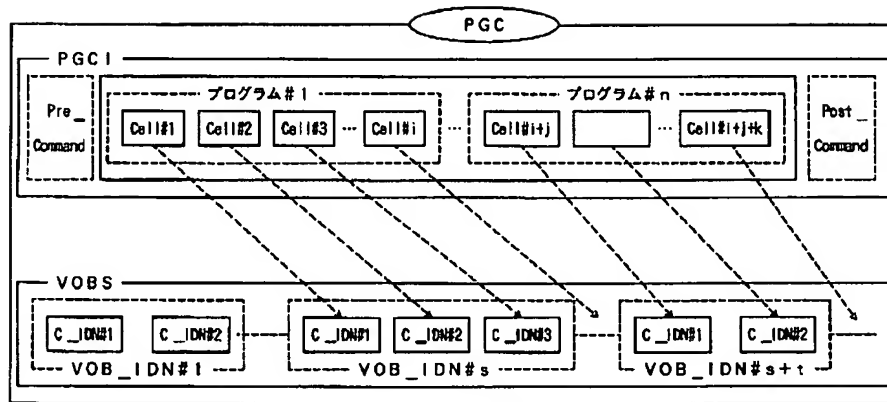 PGC
PGCI
プログラム#1 プログラム#n
Pre_ Command
Cell#1 Cell#2 Cell#3 … Cell#i … Cell#i+j … Cell#i+j+k
Post_ Command
VOBS
C_IDN#1 C_IDN#2 C_IDN#1 C_IDN#2 C_IDN#3 C_IDN#1 C_IDN#2
VOB_IDN#1 VOB_IDN#s VOB_IDN#s+t